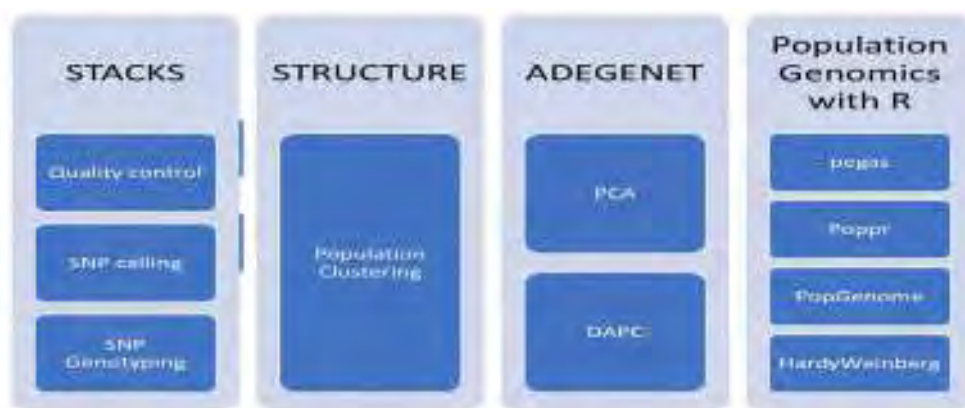 STACKS
Quality control
SNP calling
SNP
Genotyping
STRUCTURE
Population
Clustering
ADEGENET
PCA
DAPC
Population
Genomics
with R
pegas
Poppr
PopGenome
HardyWeinberg